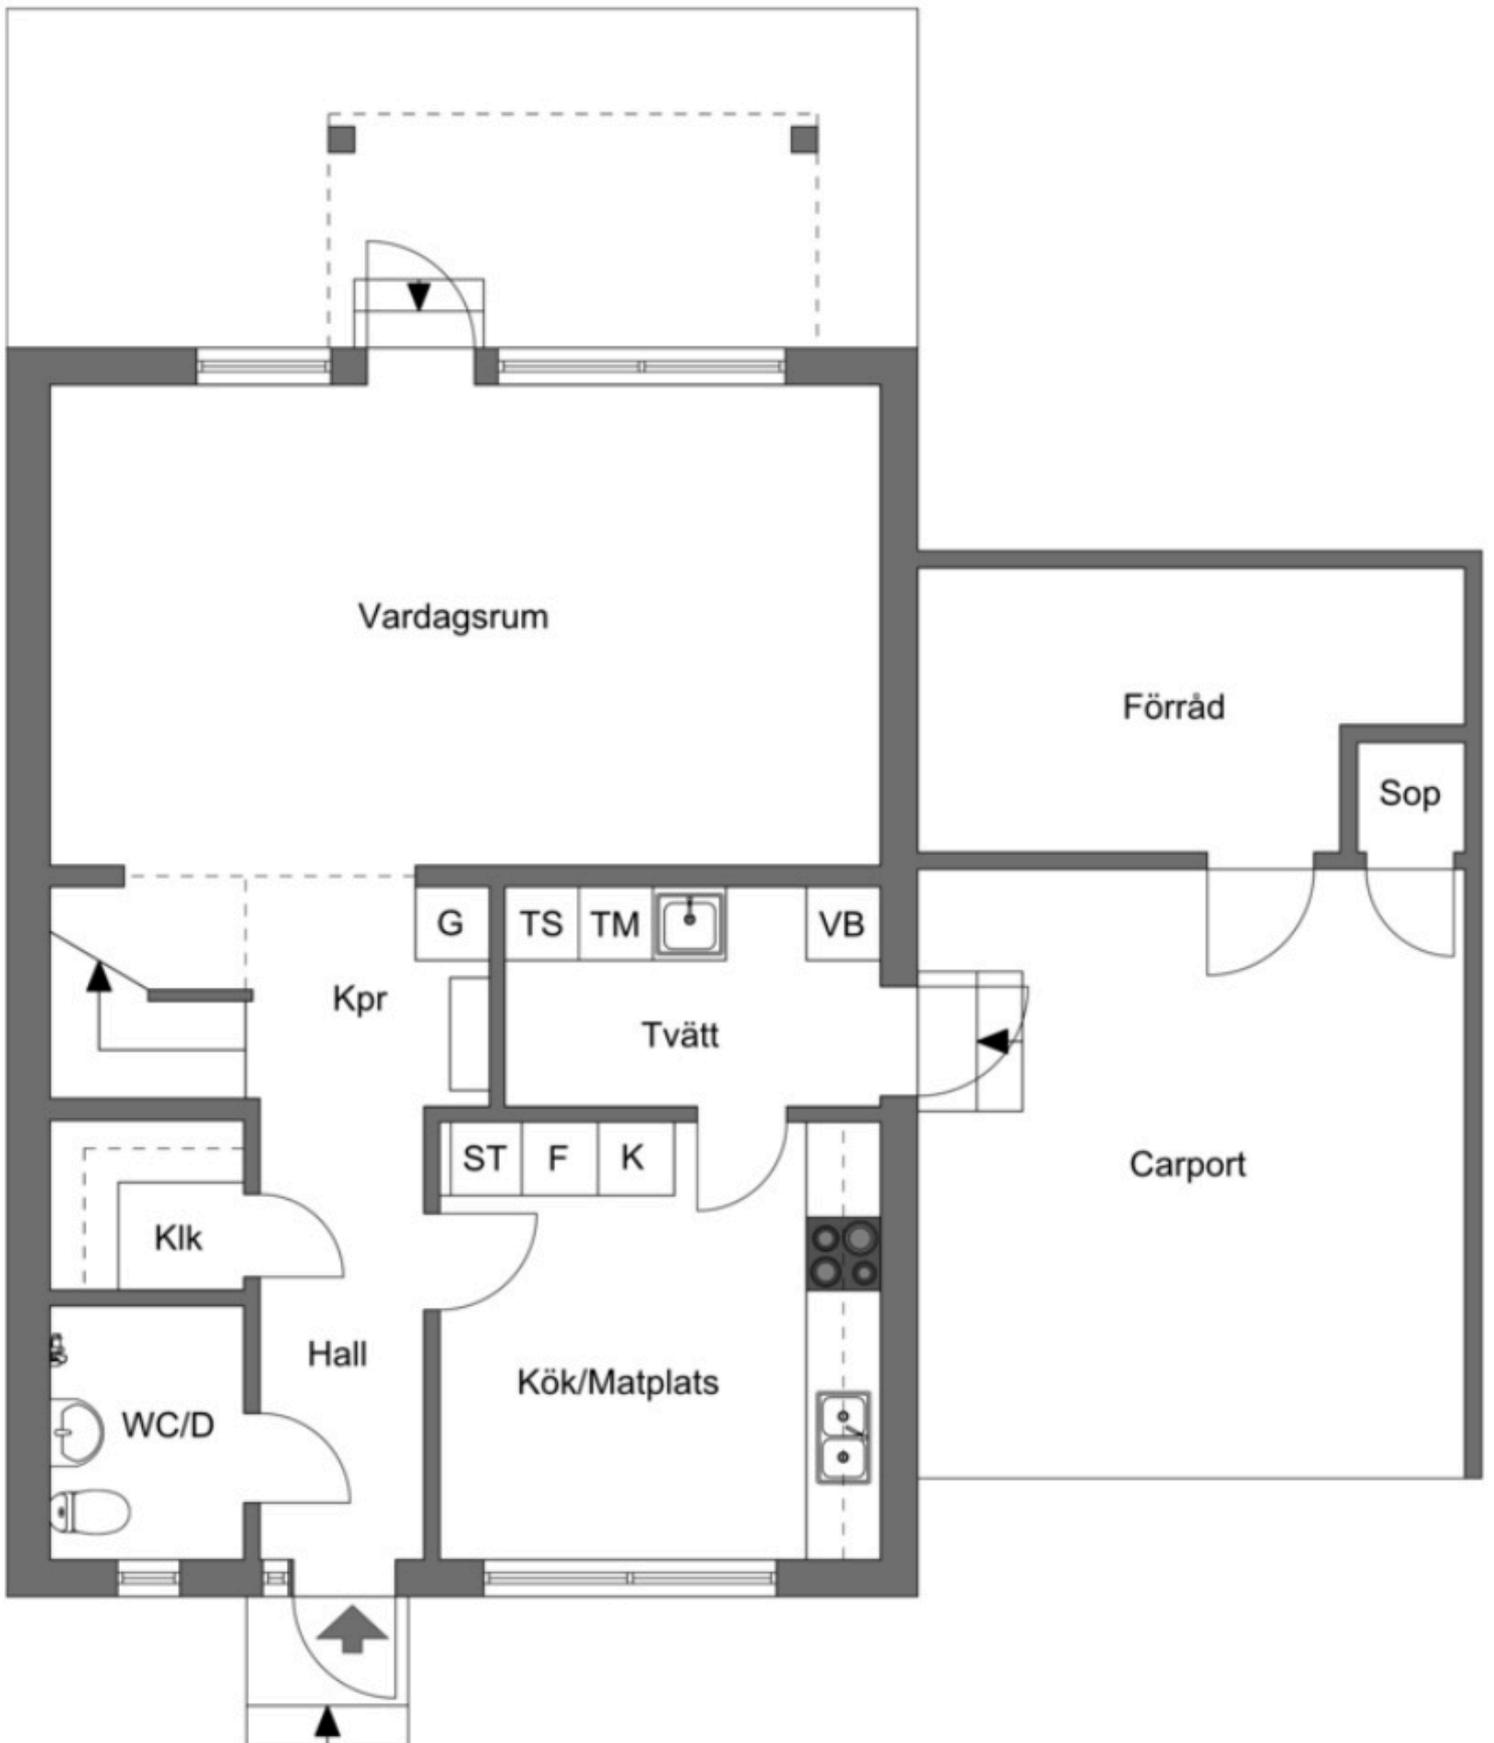 Vardagsrum
Förråd
Sop
G
TS
TM
VB
Kpr
Tvätt
ST
F
K
Carport
Klk
Hall
Kök/Matplats
WC/D